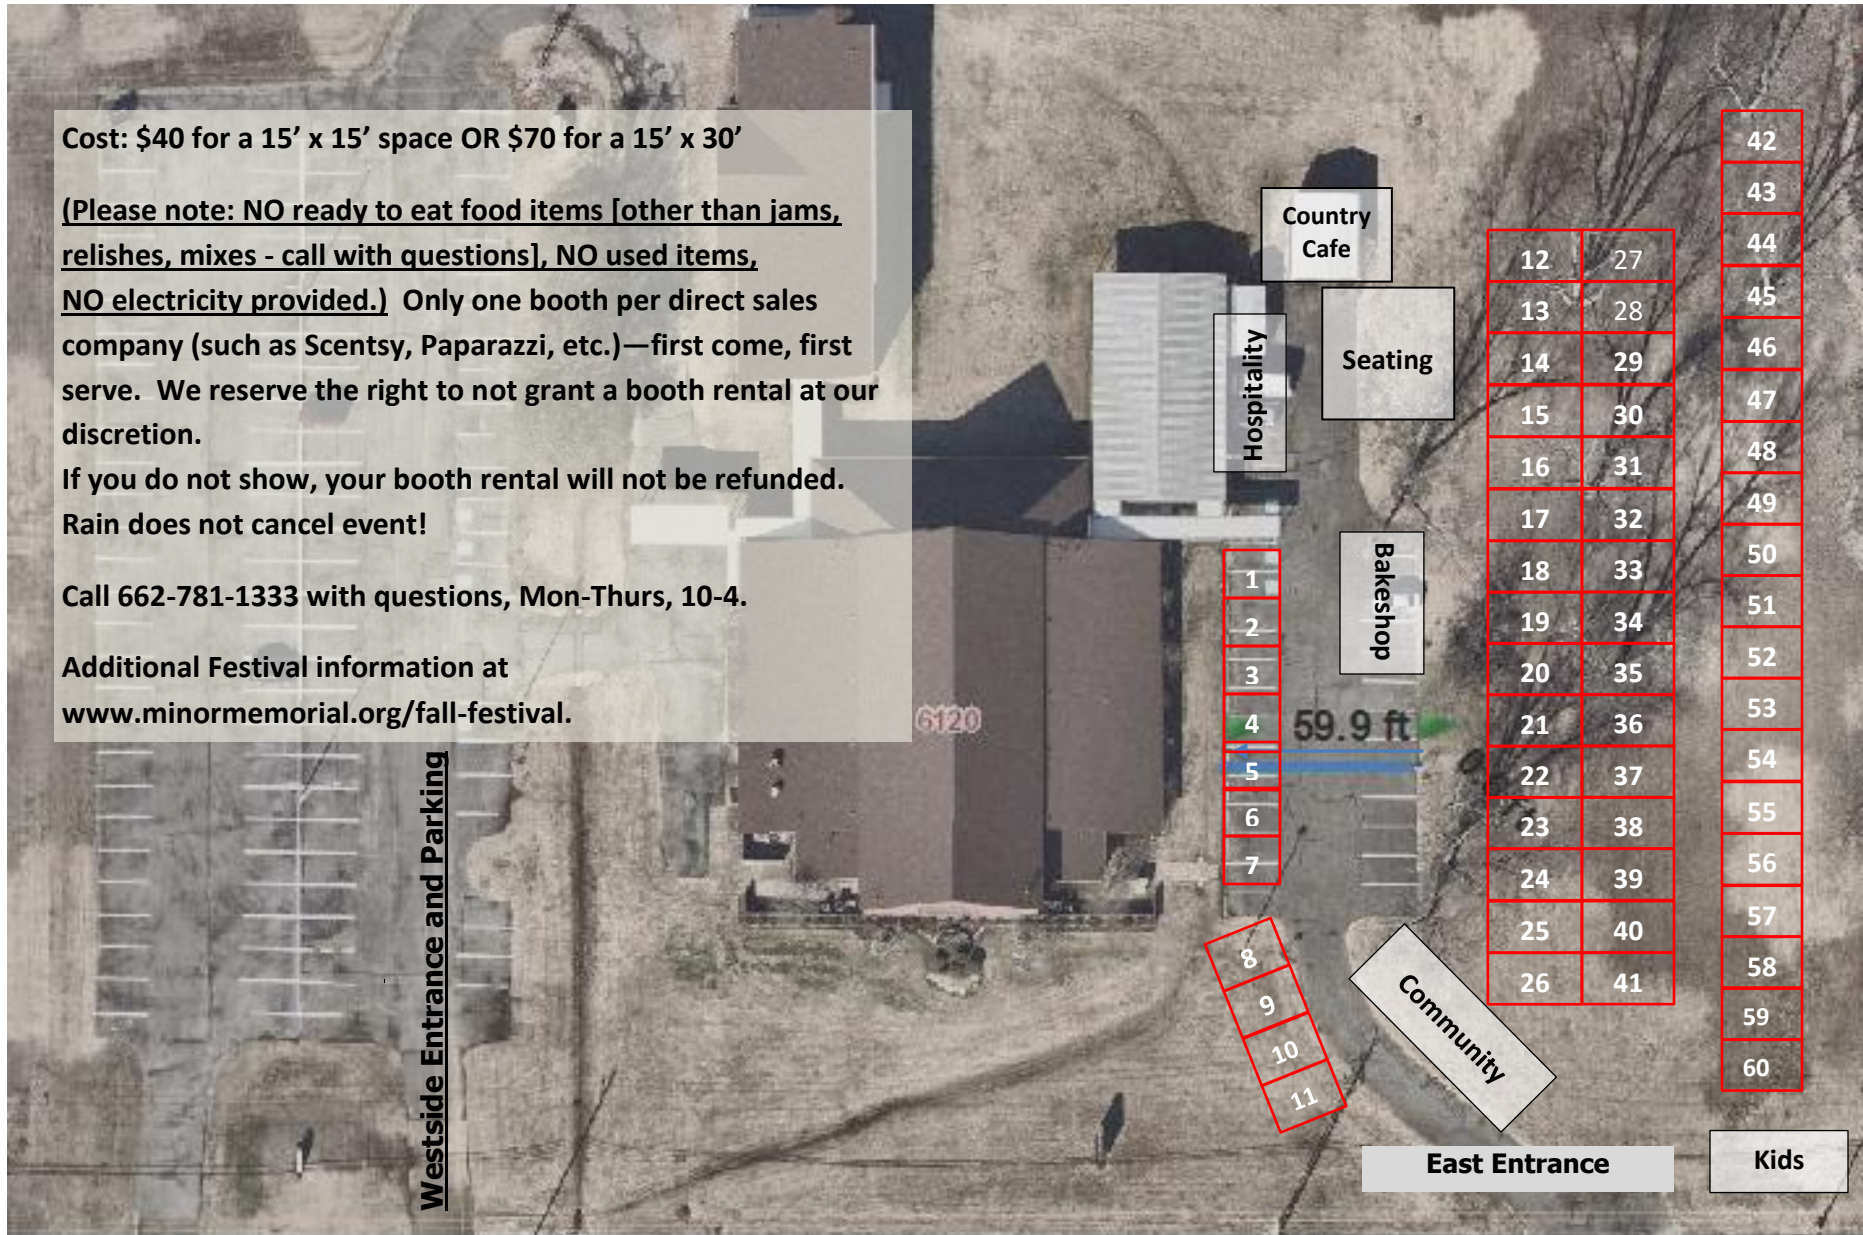 Cost: $40 for a 15’ x 15’ space OR $70 for a 15’ x 30’
(Please note: NO ready to eat food items [other than jams,
relishes, mixes - call with questions], NO used items,
NO electricity provided.)  Only one booth per direct sales
company (such as Scentsy, Paparazzi, etc.)—first come, first
serve.  We reserve the right to not grant a booth rental at our
discretion.
If you do not show, your booth rental will not be refunded.
Rain does not cancel event!
Call 662-781-1333 with questions, Mon-Thurs, 10-4.
Additional Festival information at
www.minormemorial.org/fall-festival.
Westside Entrance and Parking
6120
Country
Cafe
Hospitality
Seating
Bakeshop
59.9 ft
1
2
3
4
5
6
7
8
9
10
11
Community
East Entrance
12 27
13 28
14 29
15 30
16 31
17 32
18 33
19 34
20 35
21 36
22 37
23 38
24 39
25 40
26 41
42
43
44
45
46
47
48
49
50
51
52
53
54
55
56
57
58
59
60
Kids